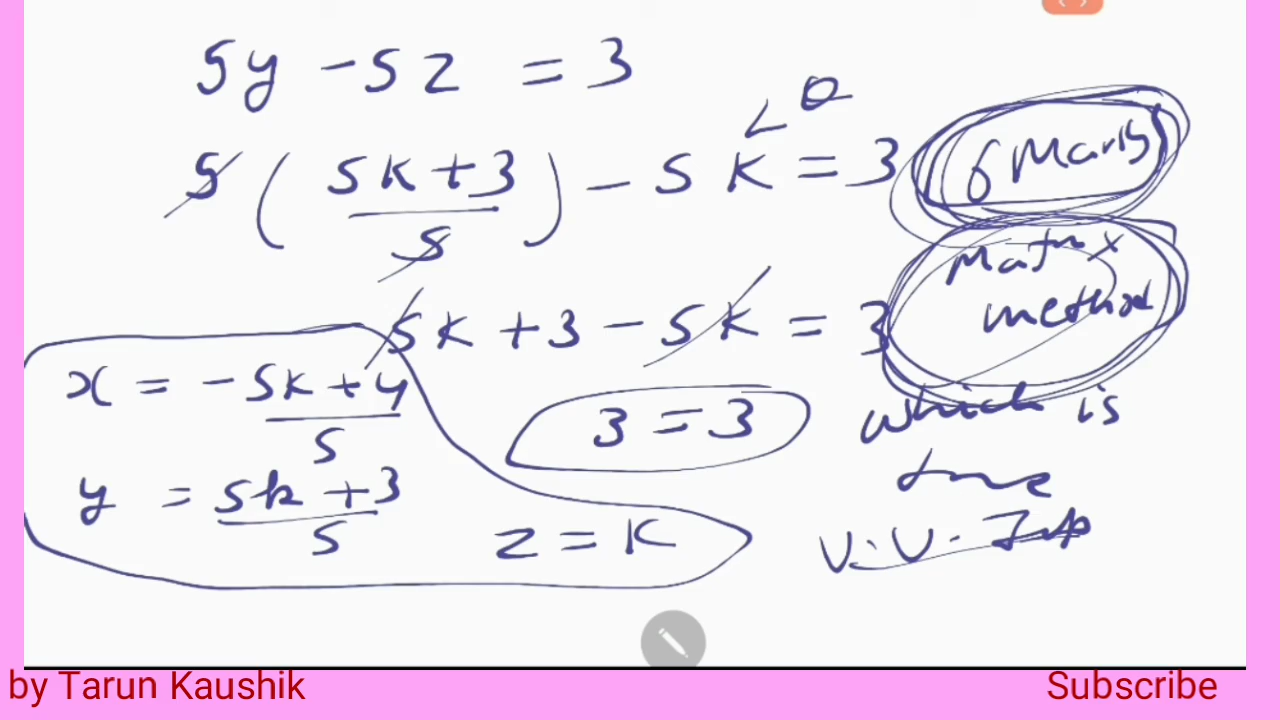 5y - 5z = 3
5 ( 5k + 3 / 5 ) - 5k = 3
6 Marks
Matrix
method
5k + 3 - 5k = 3
3 = 3
which is
true
V.V. Imp
x = -5k + 4 / 5
y = 5k + 3 / 5
z = k
by Tarun Kaushik
Subscribe